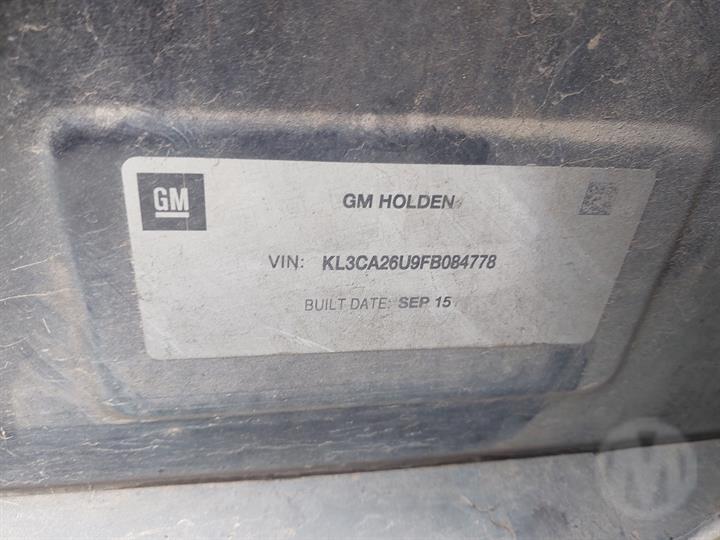 GM
GM HOLDEN
VIN: KL3CA26U9FB084778
BUILT DATE: SEP 15
M